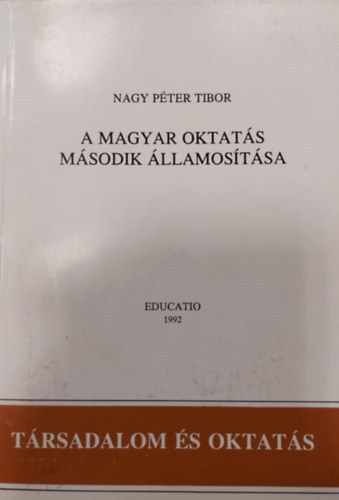 NAGY PÉTER TIBOR
A MAGYAR OKTATÁS
MÁSODIK ÁLLAMOSÍTÁSA
EDUCATIO
1992
TÁRSADALOM ÉS OKTATÁS